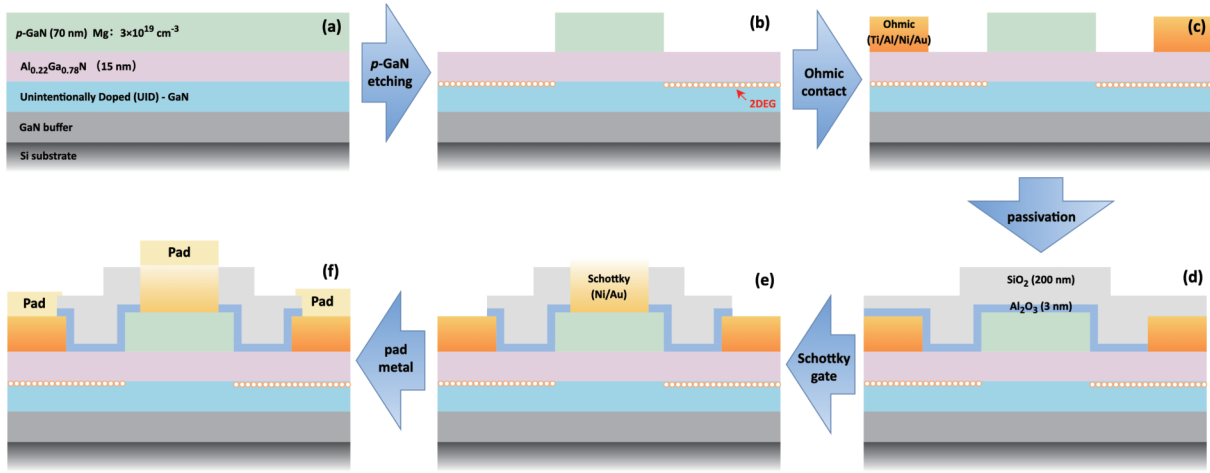 (a)
p-GaN (70 nm) Mg: 3×10¹⁹ cm⁻³
Al₀.₂₂Ga₀.₇₈N (15 nm)
Unintentionally Doped (UID) - GaN
GaN buffer
Si substrate
p-GaN
etching
(b)
2DEG
Ohmic
contact
(c)
Ohmic
(Ti/Al/Ni/Au)
passivation
(d)
SiO₂ (200 nm)
Al₂O₃ (3 nm)
Schottky
gate
(e)
Schottky
(Ni/Au)
pad
metal
(f)
Pad
Pad
Pad